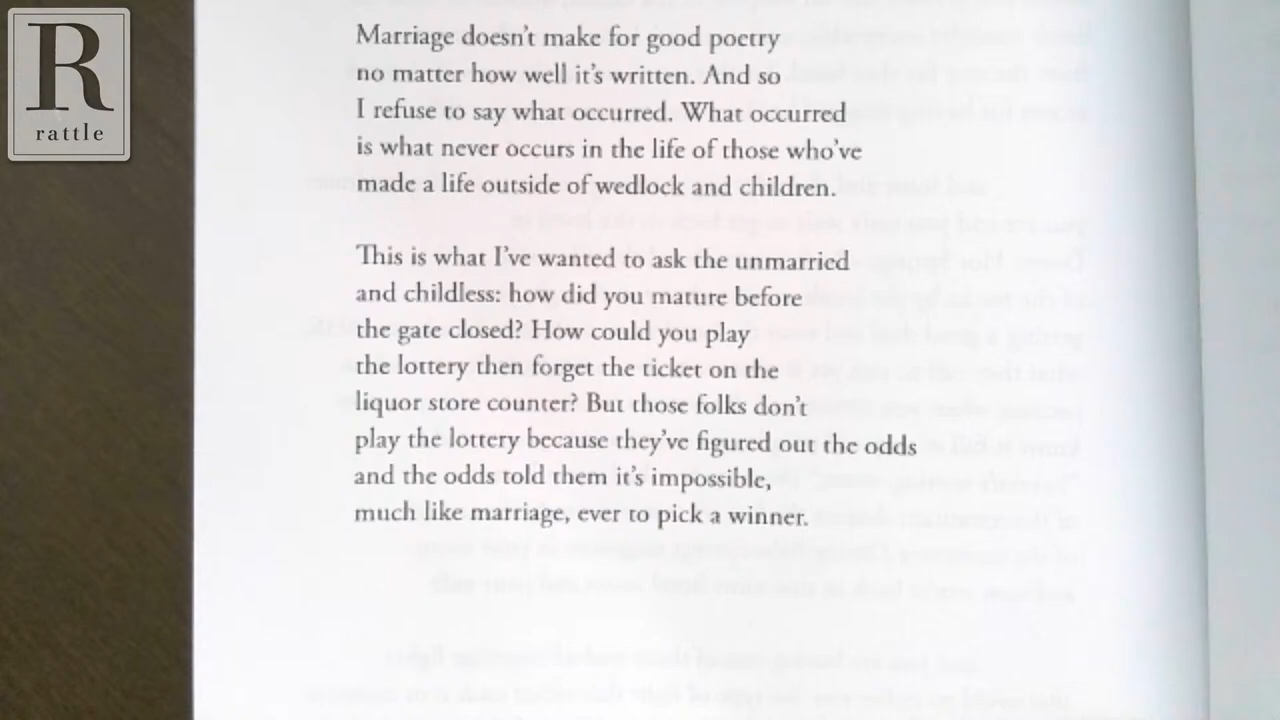 R
rattle
Marriage doesn't make for good poetry
no matter how well it's written. And so
I refuse to say what occurred. What occurred
is what never occurs in the life of those who've
made a life outside of wedlock and children.
This is what I've wanted to ask the unmarried
and childless: how did you mature before
the gate closed? How could you play
the lottery then forget the ticket on the
liquor store counter? But those folks don't
play the lottery because they've figured out the odds
and the odds told them it's impossible,
much like marriage, ever to pick a winner.